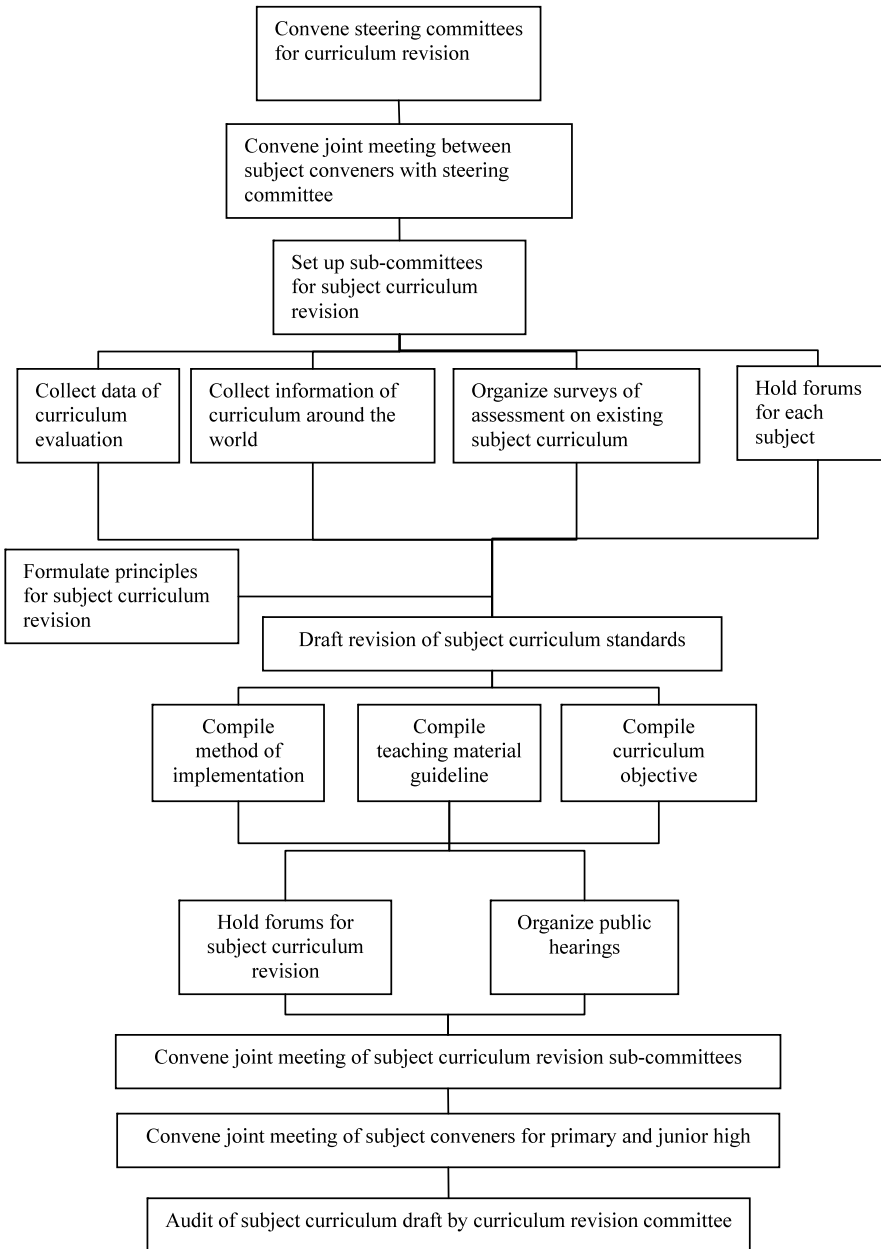 Convene steering committees
for curriculum revision
Convene joint meeting between
subject conveners with steering
committee
Set up sub-committees
for subject curriculum
revision
Collect data of
curriculum
evaluation
Collect information of
curriculum around the
world
Organize surveys of
assessment on existing
subject curriculum
Hold forums
for each
subject
Formulate principles
for subject curriculum
revision
Draft revision of subject curriculum standards
Compile
method of
implementation
Compile
teaching material
guideline
Compile
curriculum
objective
Hold forums for
subject curriculum
revision
Organize public
hearings
Convene joint meeting of subject curriculum revision sub-committees
Convene joint meeting of subject conveners for primary and junior high
Audit of subject curriculum draft by curriculum revision committee